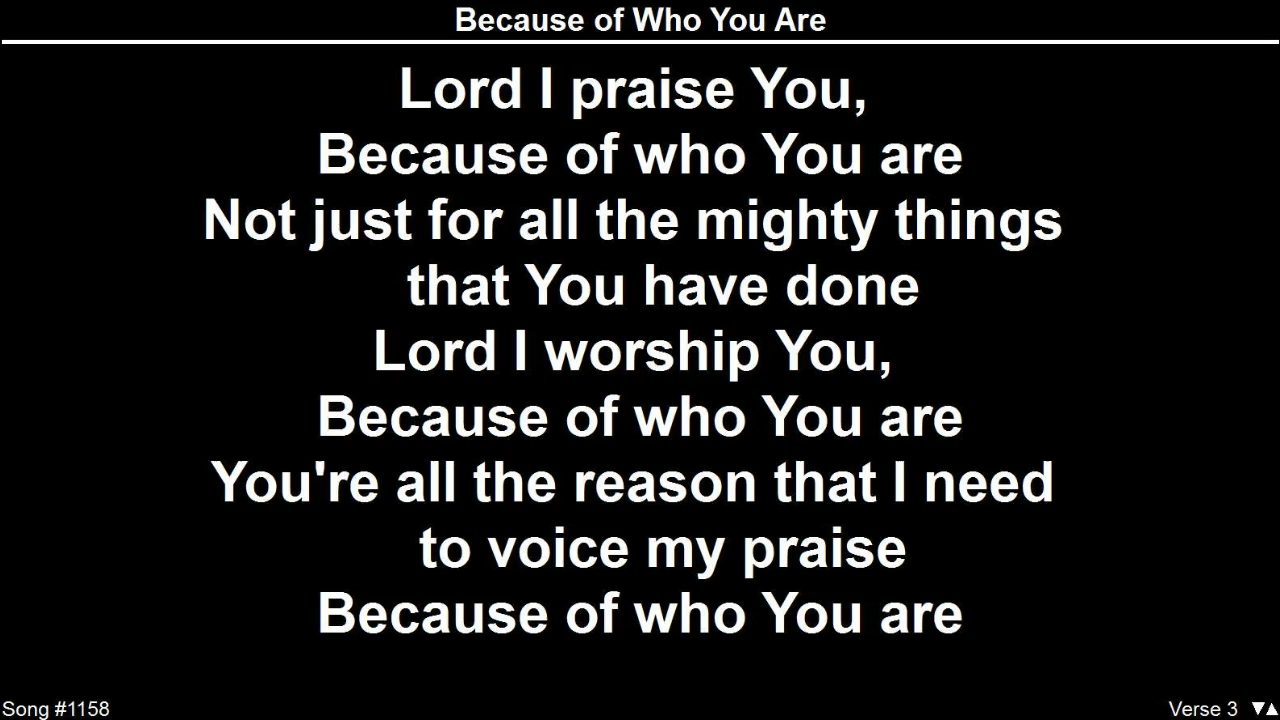 Because of Who You Are
Lord I praise You,
Because of who You are
Not just for all the mighty things
that You have done
Lord I worship You,
Because of who You are
You're all the reason that I need
to voice my praise
Because of who You are
Song #1158
Verse 3 ▼▲